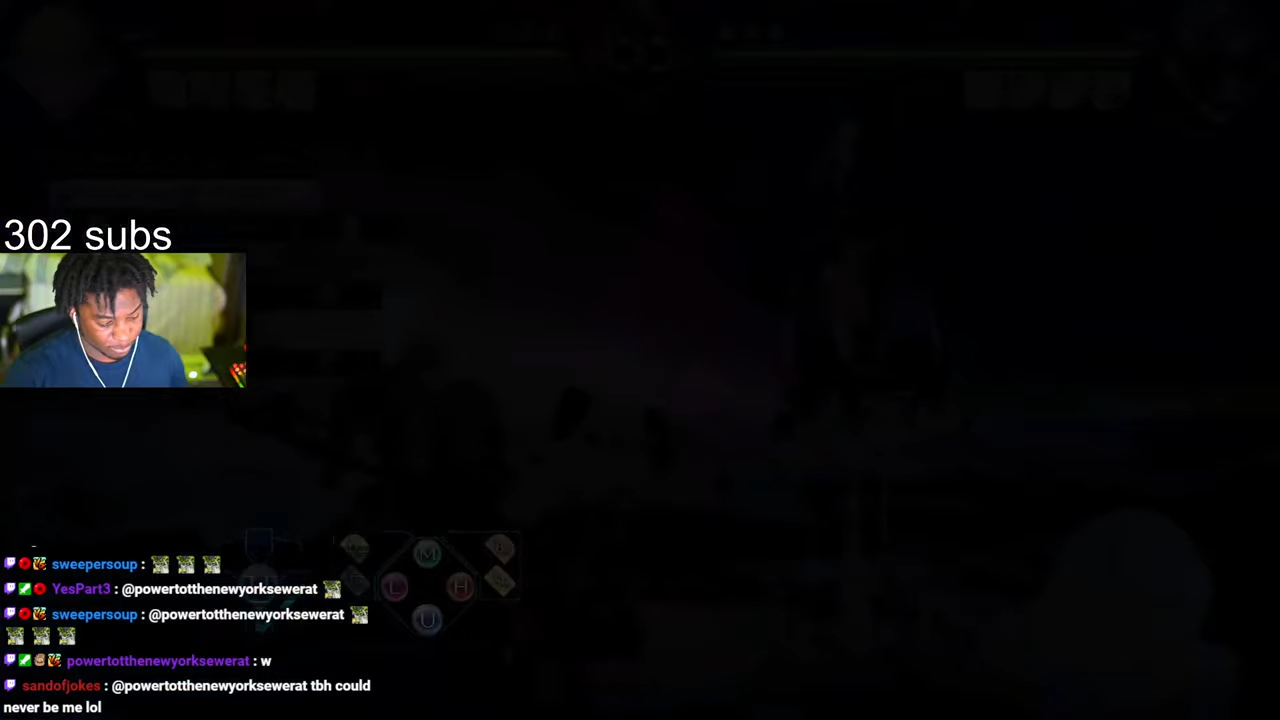 302 subs
sweepersoup :
YesPart3 : @powertotthenewyorksewerat
sweepersoup : @powertotthenewyorksewerat
powertotthenewyorksewerat : w
sandofjokes : @powertotthenewyorksewerat tbh could
never be me lol
M
L H
U